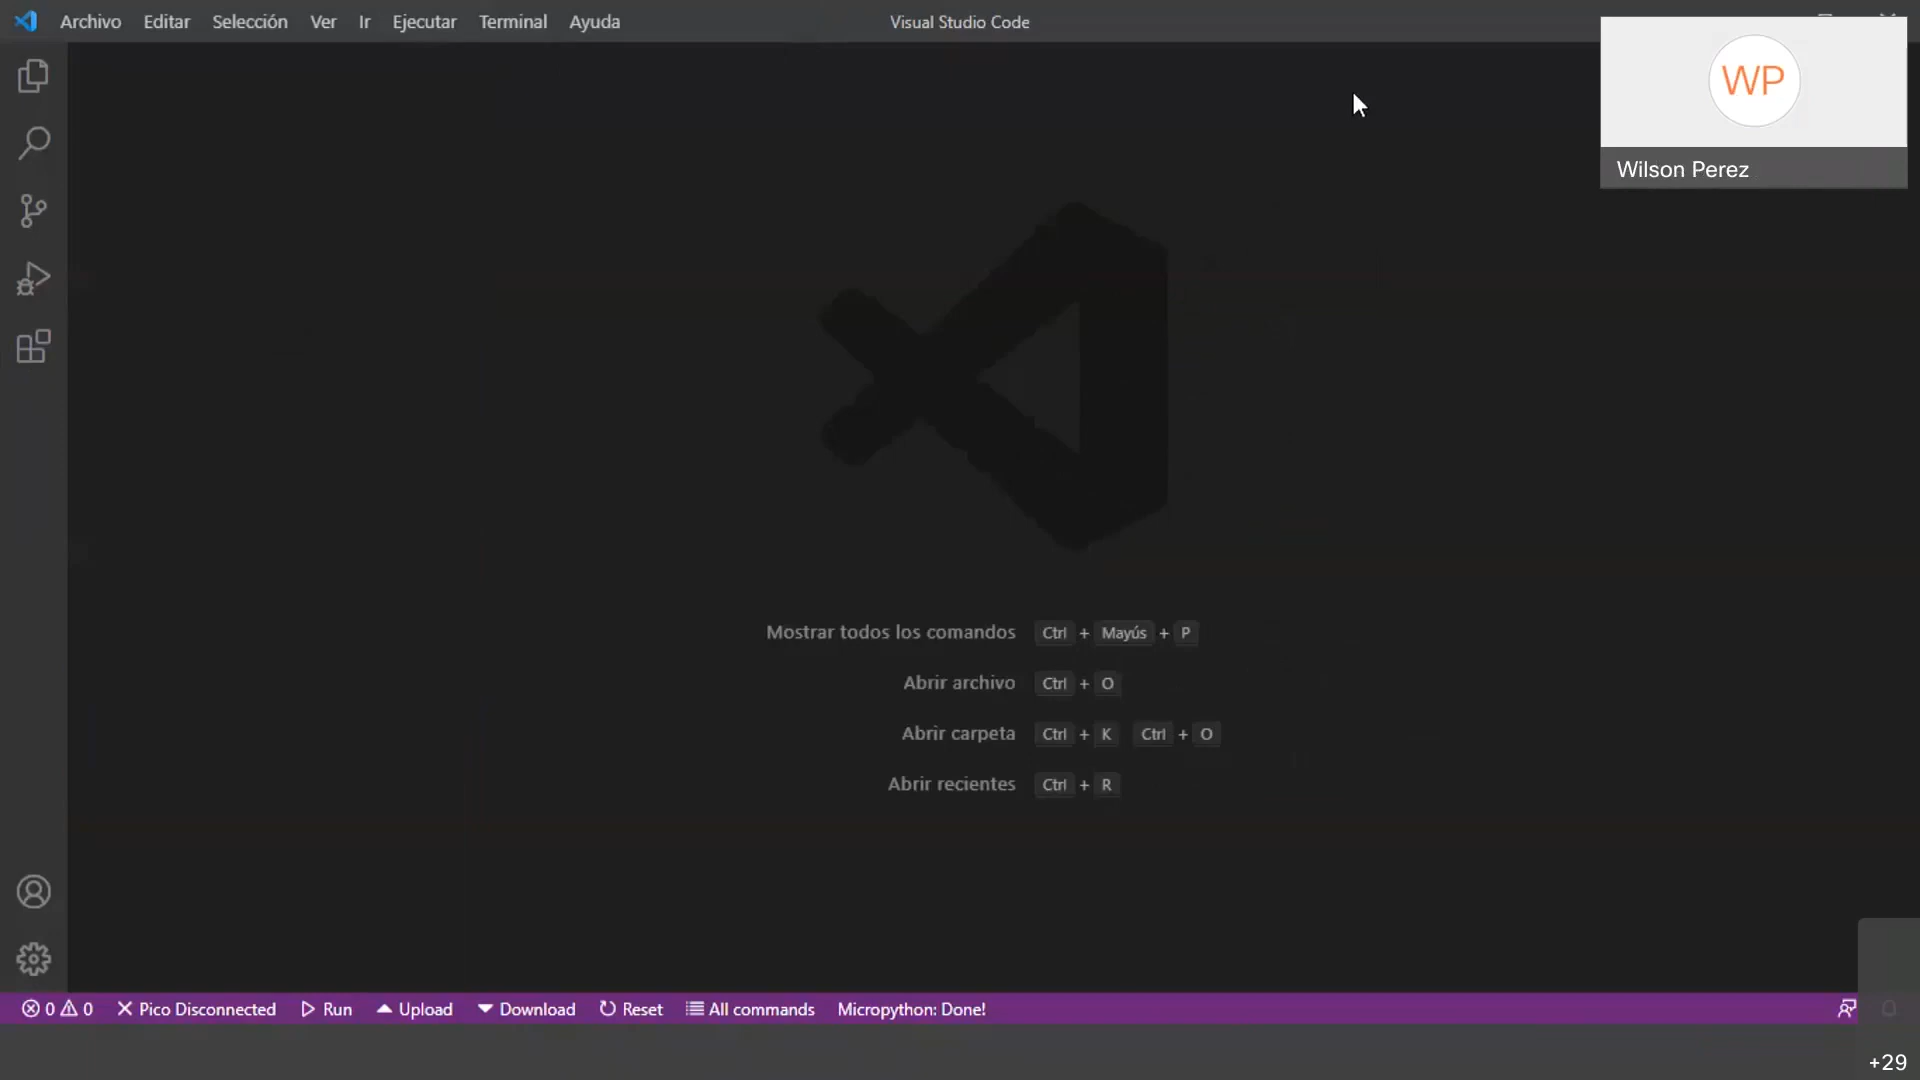 Archivo Editar Selección Ver Ir Ejecutar Terminal Ayuda Visual Studio Code
WP
Wilson Perez
Mostrar todos los comandos Ctrl + Mayús + P
Abrir archivo Ctrl + O
Abrir carpeta Ctrl + K Ctrl + O
Abrir recientes Ctrl + R
0 0 Pico Disconnected Run Upload Download Reset All commands Micropython: Done!
+29